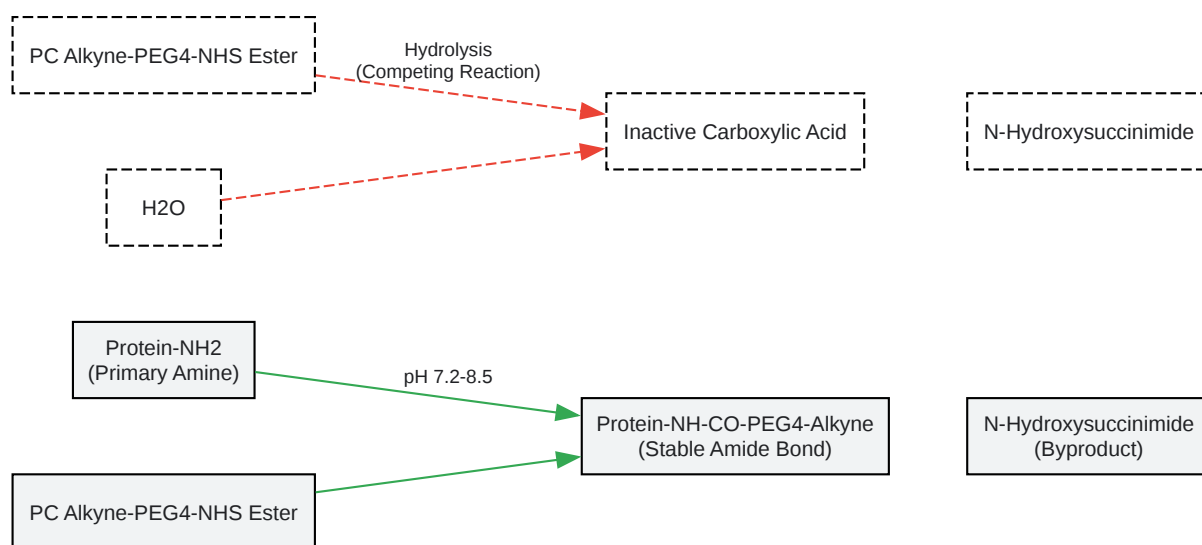 PC Alkyne-PEG4-NHS Ester
Hydrolysis
(Competing Reaction)
Inactive Carboxylic Acid
N-Hydroxysuccinimide
H2O
Protein-NH2
(Primary Amine)
pH 7.2-8.5
Protein-NH-CO-PEG4-Alkyne
(Stable Amide Bond)
N-Hydroxysuccinimide
(Byproduct)
PC Alkyne-PEG4-NHS Ester